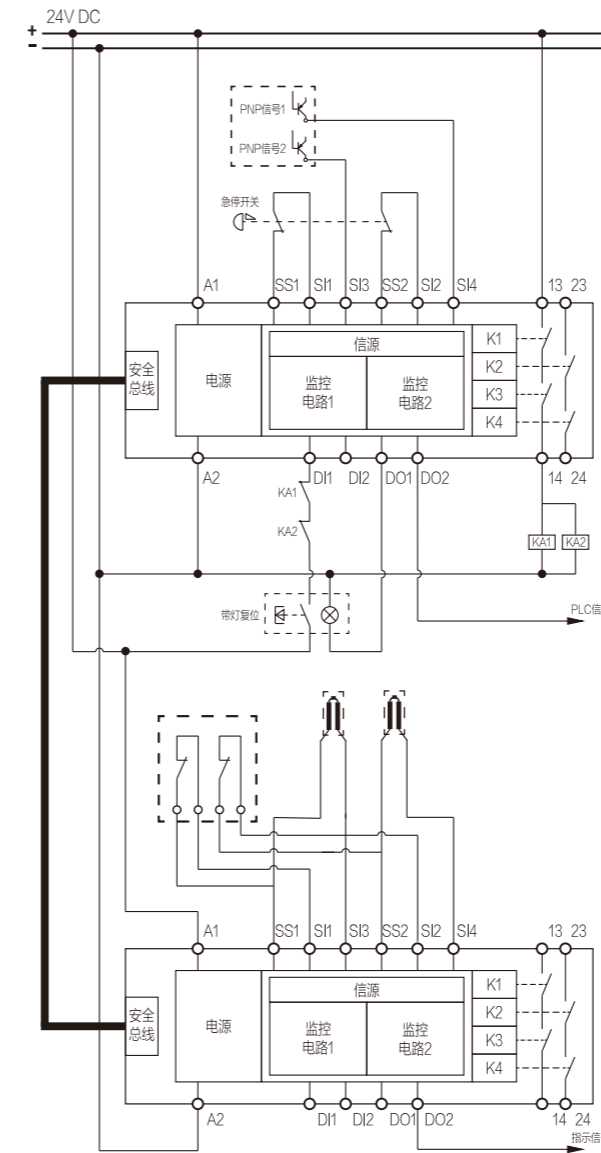 24V DC
+
-
PNP信号1
PNP信号2
急停开关
A1 SS1 SI1 SI3 SS2 SI2 SI4 13 23
安全
总线
电源
信源
监控
电路1
监控
电路2
K1
K2
K3
K4
A2 DI1 DI2 DO1 DO2 14 24
KA1
KA2
KA1 KA2
带灯复位
PLC信
A1 SS1 SI1 SI3 SS2 SI2 SI4 13 23
安全
总线
电源
信源
监控
电路1
监控
电路2
K1
K2
K3
K4
A2 DI1 DI2 DO1 DO2 14 24
指示信